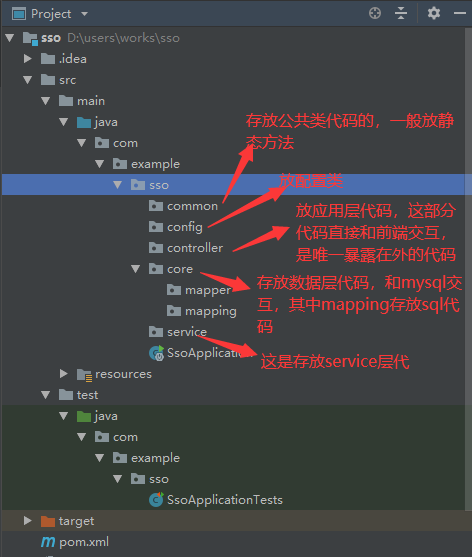 Project
sso D:\users\works\sso
.idea
src
main
java
com
example
sso
common
config
controller
core
mapper
mapping
service
SsoApplication
resources
test
java
com
example
sso
SsoApplicationTests
target
pom.xml
存放公共类代码的，一般放静
态方法
放配置类
放应用层代码，这部分
代码直接和前端交互，
是唯一暴露在外的代码
存放数据层代码，和mysql交
互，其中mapping存放sql代
码
这是存放service层代